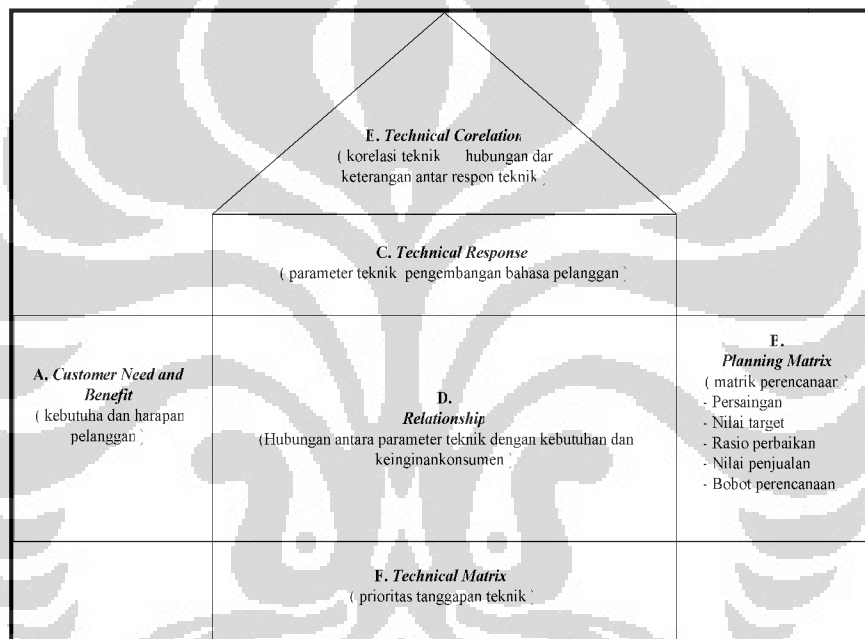 E. Technical Corelation
( korelasi teknik hubungan dar
keterangan antar respon teknik )
C. Technical Response
( parameter teknik pengembangan bahasa pelanggan )
A. Customer Need and
Benefit
( kebutuha dan harapan
pelanggan )
D.
Relationship
(Hubungan antara parameter teknik dengan kebutuhan dan
keinginankonsumen )
E.
Planning Matrix
( matrik perencanaan )
- Persaingan
- Nilai target
- Rasio perbaikan
- Nilai penjualan
- Bobot perencanaan
F. Technical Matrix
( prioritas tanggapan teknik )